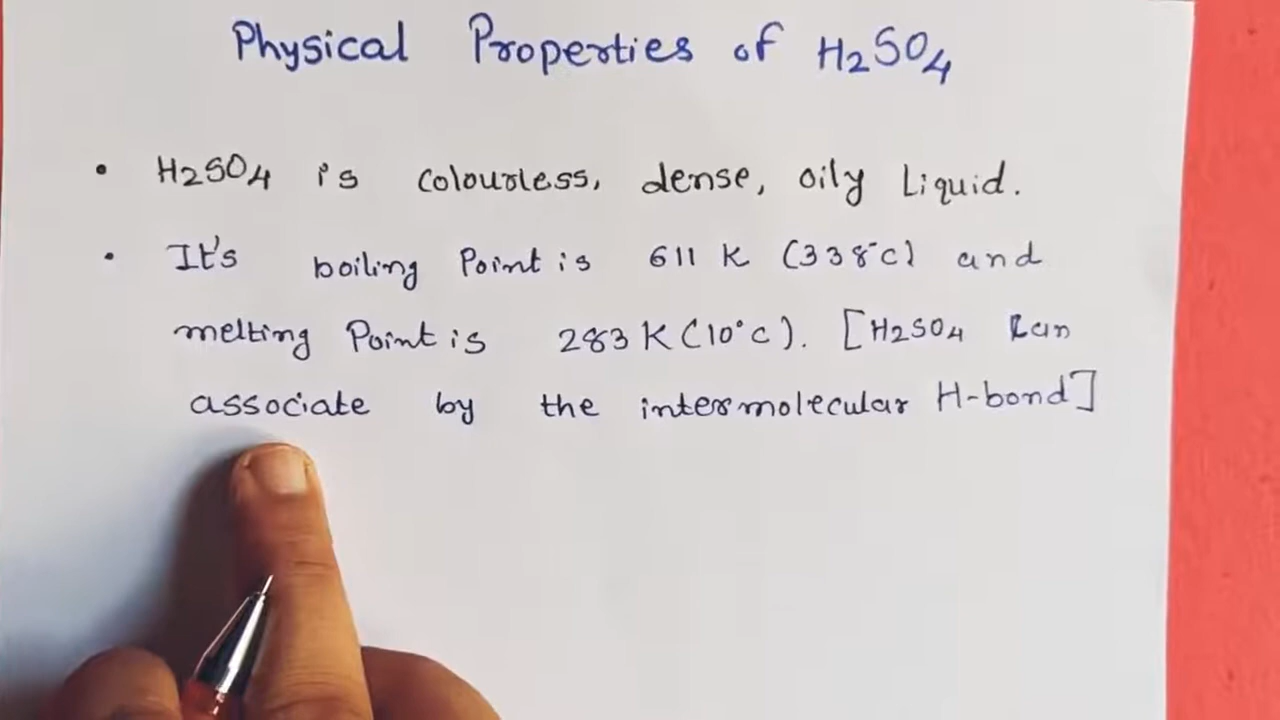 Physical Properties of H2SO4
• H2SO4 is colourless, dense, oily Liquid.
• It's boiling Point is 611 K (338°C) and
melting Point is 283 K (10°C). [H2SO4 can
associate by the intermolecular H-bond]